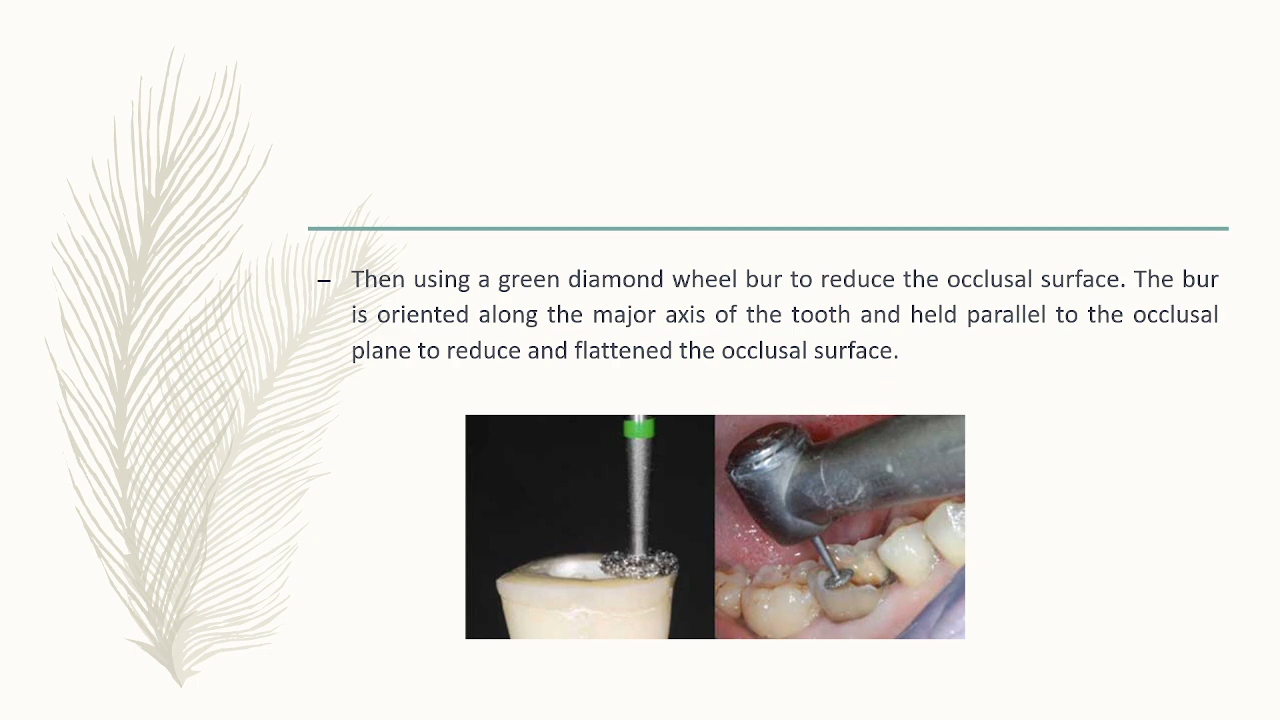 – Then using a green diamond wheel bur to reduce the occlusal surface. The bur
is oriented along the major axis of the tooth and held parallel to the occlusal
plane to reduce and flattened the occlusal surface.